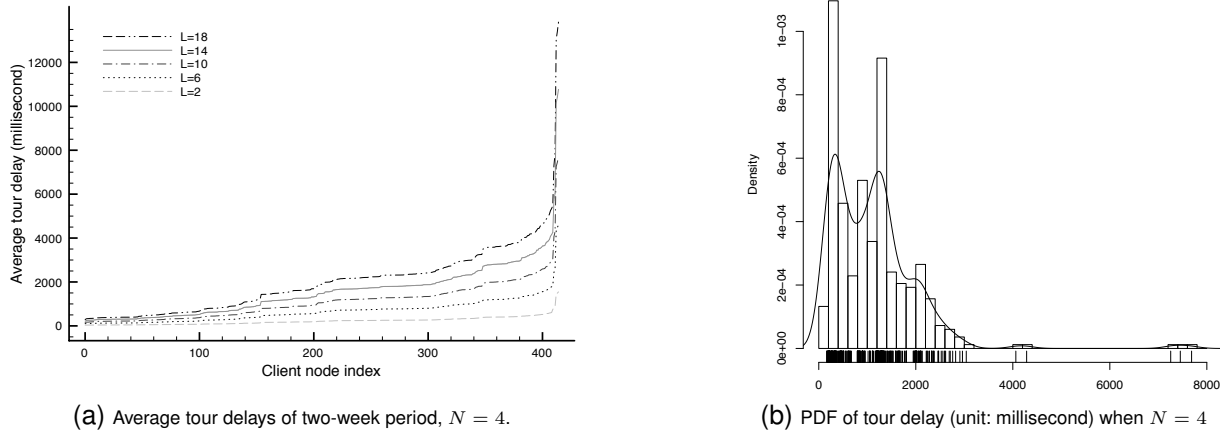 Average tour delay (millisecond)
12000
10000
8000
6000
4000
2000
0
L=18
L=14
L=10
L=6
L=2
0 100 200 300 400
Client node index
(a) Average tour delays of two-week period, N = 4.
Density
1e-03
8e-04
6e-04
4e-04
2e-04
0e+00
0 2000 4000 6000 8000
(b) PDF of tour delay (unit: millisecond) when N = 4